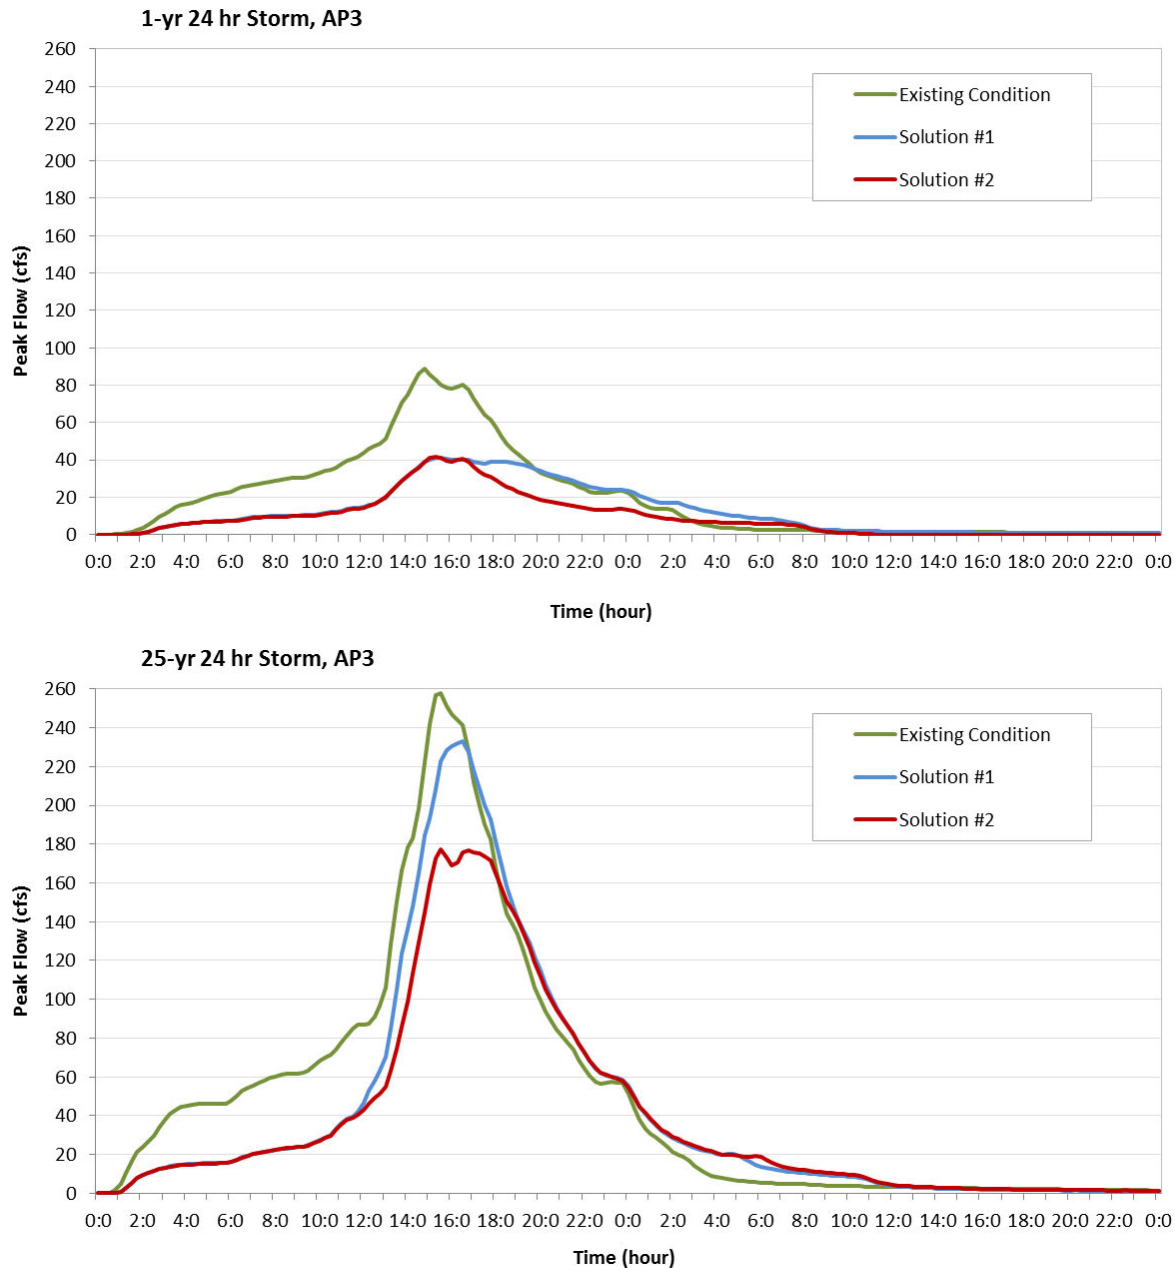 1-yr 24 hr Storm, AP3
260
240
220
200
180
160
140
120
100
80
60
40
20
0
Peak Flow (cfs)
Existing Condition
Solution #1
Solution #2
0:0 2:0 4:0 6:0 8:0 10:0 12:0 14:0 16:0 18:0 20:0 22:0 0:0 2:0 4:0 6:0 8:0 10:0 12:0 14:0 16:0 18:0 20:0 22:0 0:0
Time (hour)
25-yr 24 hr Storm, AP3
260
240
220
200
180
160
140
120
100
80
60
40
20
0
Peak Flow (cfs)
Existing Condition
Solution #1
Solution #2
0:0 2:0 4:0 6:0 8:0 10:0 12:0 14:0 16:0 18:0 20:0 22:0 0:0 2:0 4:0 6:0 8:0 10:0 12:0 14:0 16:0 18:0 20:0 22:0 0:0
Time (hour)